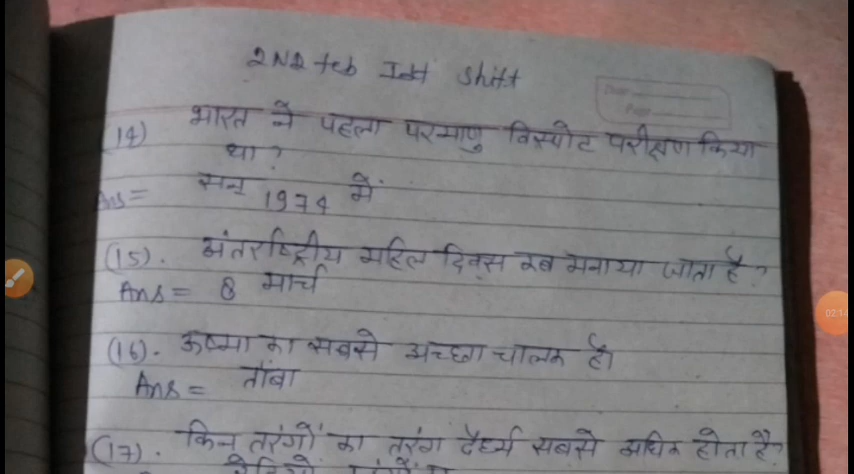 2nd feb Ist shift
14) भारत ने पहला परमाणु विस्पोट परीक्षण किया
था ?
Ans = सन् 1974 में
(15). अंतर्राष्ट्रीय महिल दिवस कब मनाया जाता है ?
Ans = 8 मार्च
(16). ऊष्मा का सबसे अच्छा चालक है।
Ans = तांबा
(17). किन तरंगों का तरंग दैर्ध्य सबसे अधिक होता है?